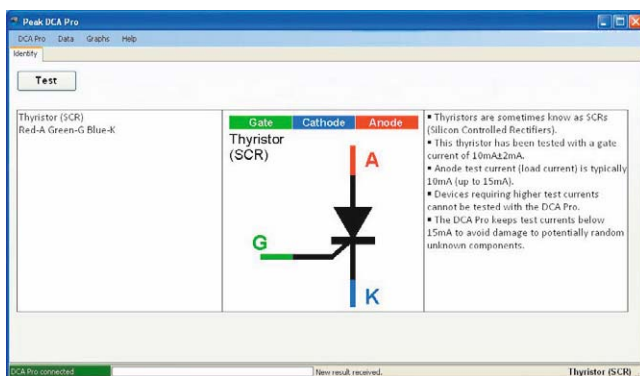 Peak DCA Pro
DCA Pro Data Graphs Help
Identify
Test
Thyristor (SCR)
Red-A Green-G Blue-K
Gate Cathode Anode
Thyristor
(SCR)
A
G
K
▪ Thyristors are sometimes know as SCRs
(Silicon Controlled Rectifiers).
▪ This thyristor has been tested with a gate
current of 10mA±2mA.
▪ Anode test current (load current) is typically
10mA (up to 15mA).
▪ Devices requiring higher test currents
cannot be tested with the DCA Pro.
▪ The DCA Pro keeps test currents below
15mA to avoid damage to potentially random
unknown components.
DCA Pro connected New result received. Thyristor (SCR)